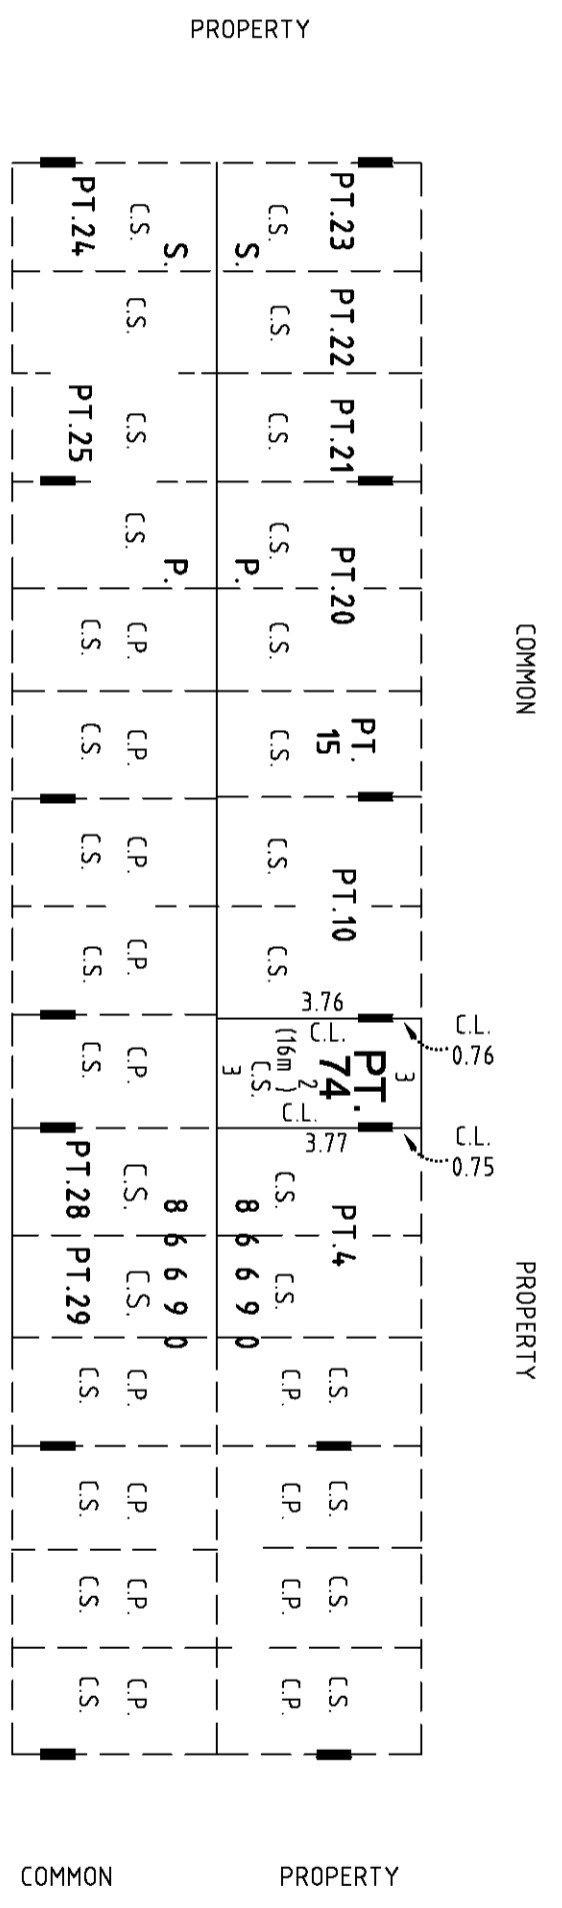 PROPERTY
COMMON
PROPERTY
PT.23
C.S.
PT.22
C.S.
PT.21
C.S.
PT.20
C.S.
C.S.
PT.
15
C.S.
PT.10
C.S.
C.S.
3.76
C.L.
C.L.
0.76
3
PT.
74
(16m²)
C.S.
3
C.L.
3.77
C.L.
0.75
PT.4
C.S.
C.S.
C.S.
C.P.
C.S.
C.P.
C.S.
C.P.
C.S.
C.P.
S. P. 86690
S. P. 86690
PT.24
C.S.
C.S.
PT.25
C.S.
C.S.
C.P.
C.S.
C.P.
C.S.
C.P.
C.S.
C.P.
C.S.
C.P.
C.S.
PT.28
C.S.
PT.29
C.S.
C.P.
C.S.
C.P.
C.S.
C.P.
C.S.
C.P.
C.S.
COMMON PROPERTY